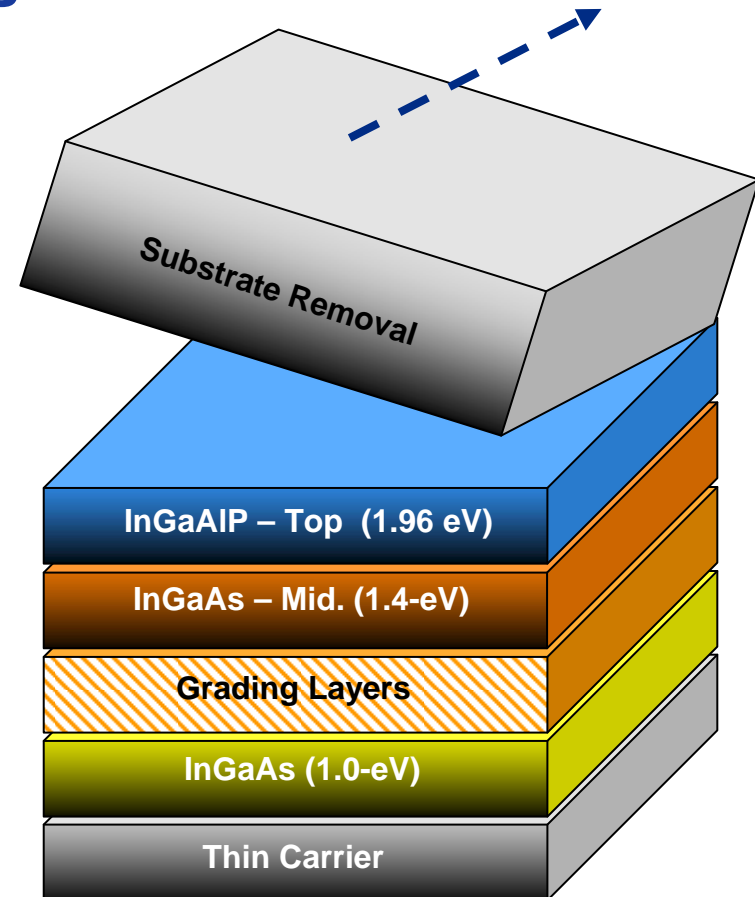 Substrate Removal
InGaAlP – Top (1.96 eV)
InGaAs – Mid. (1.4-eV)
Grading Layers
InGaAs (1.0-eV)
Thin Carrier